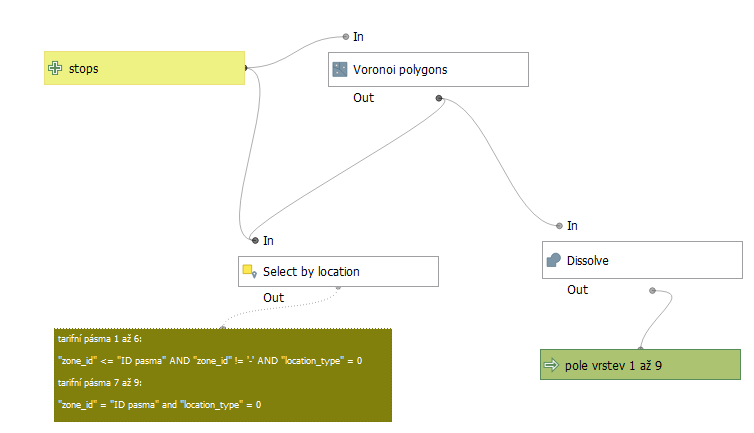 In
stops
Voronoi polygons
Out
In
In
Select by location
Dissolve
Out
Out
tarifní pásma 1 až 6:
"zone_id" <= "ID pasma" AND "zone_id" != '-' AND "location_type" = 0
tarifní pásma 7 až 9:
"zone_id" = "ID pasma" and "location_type" = 0
pole vrstev 1 až 9